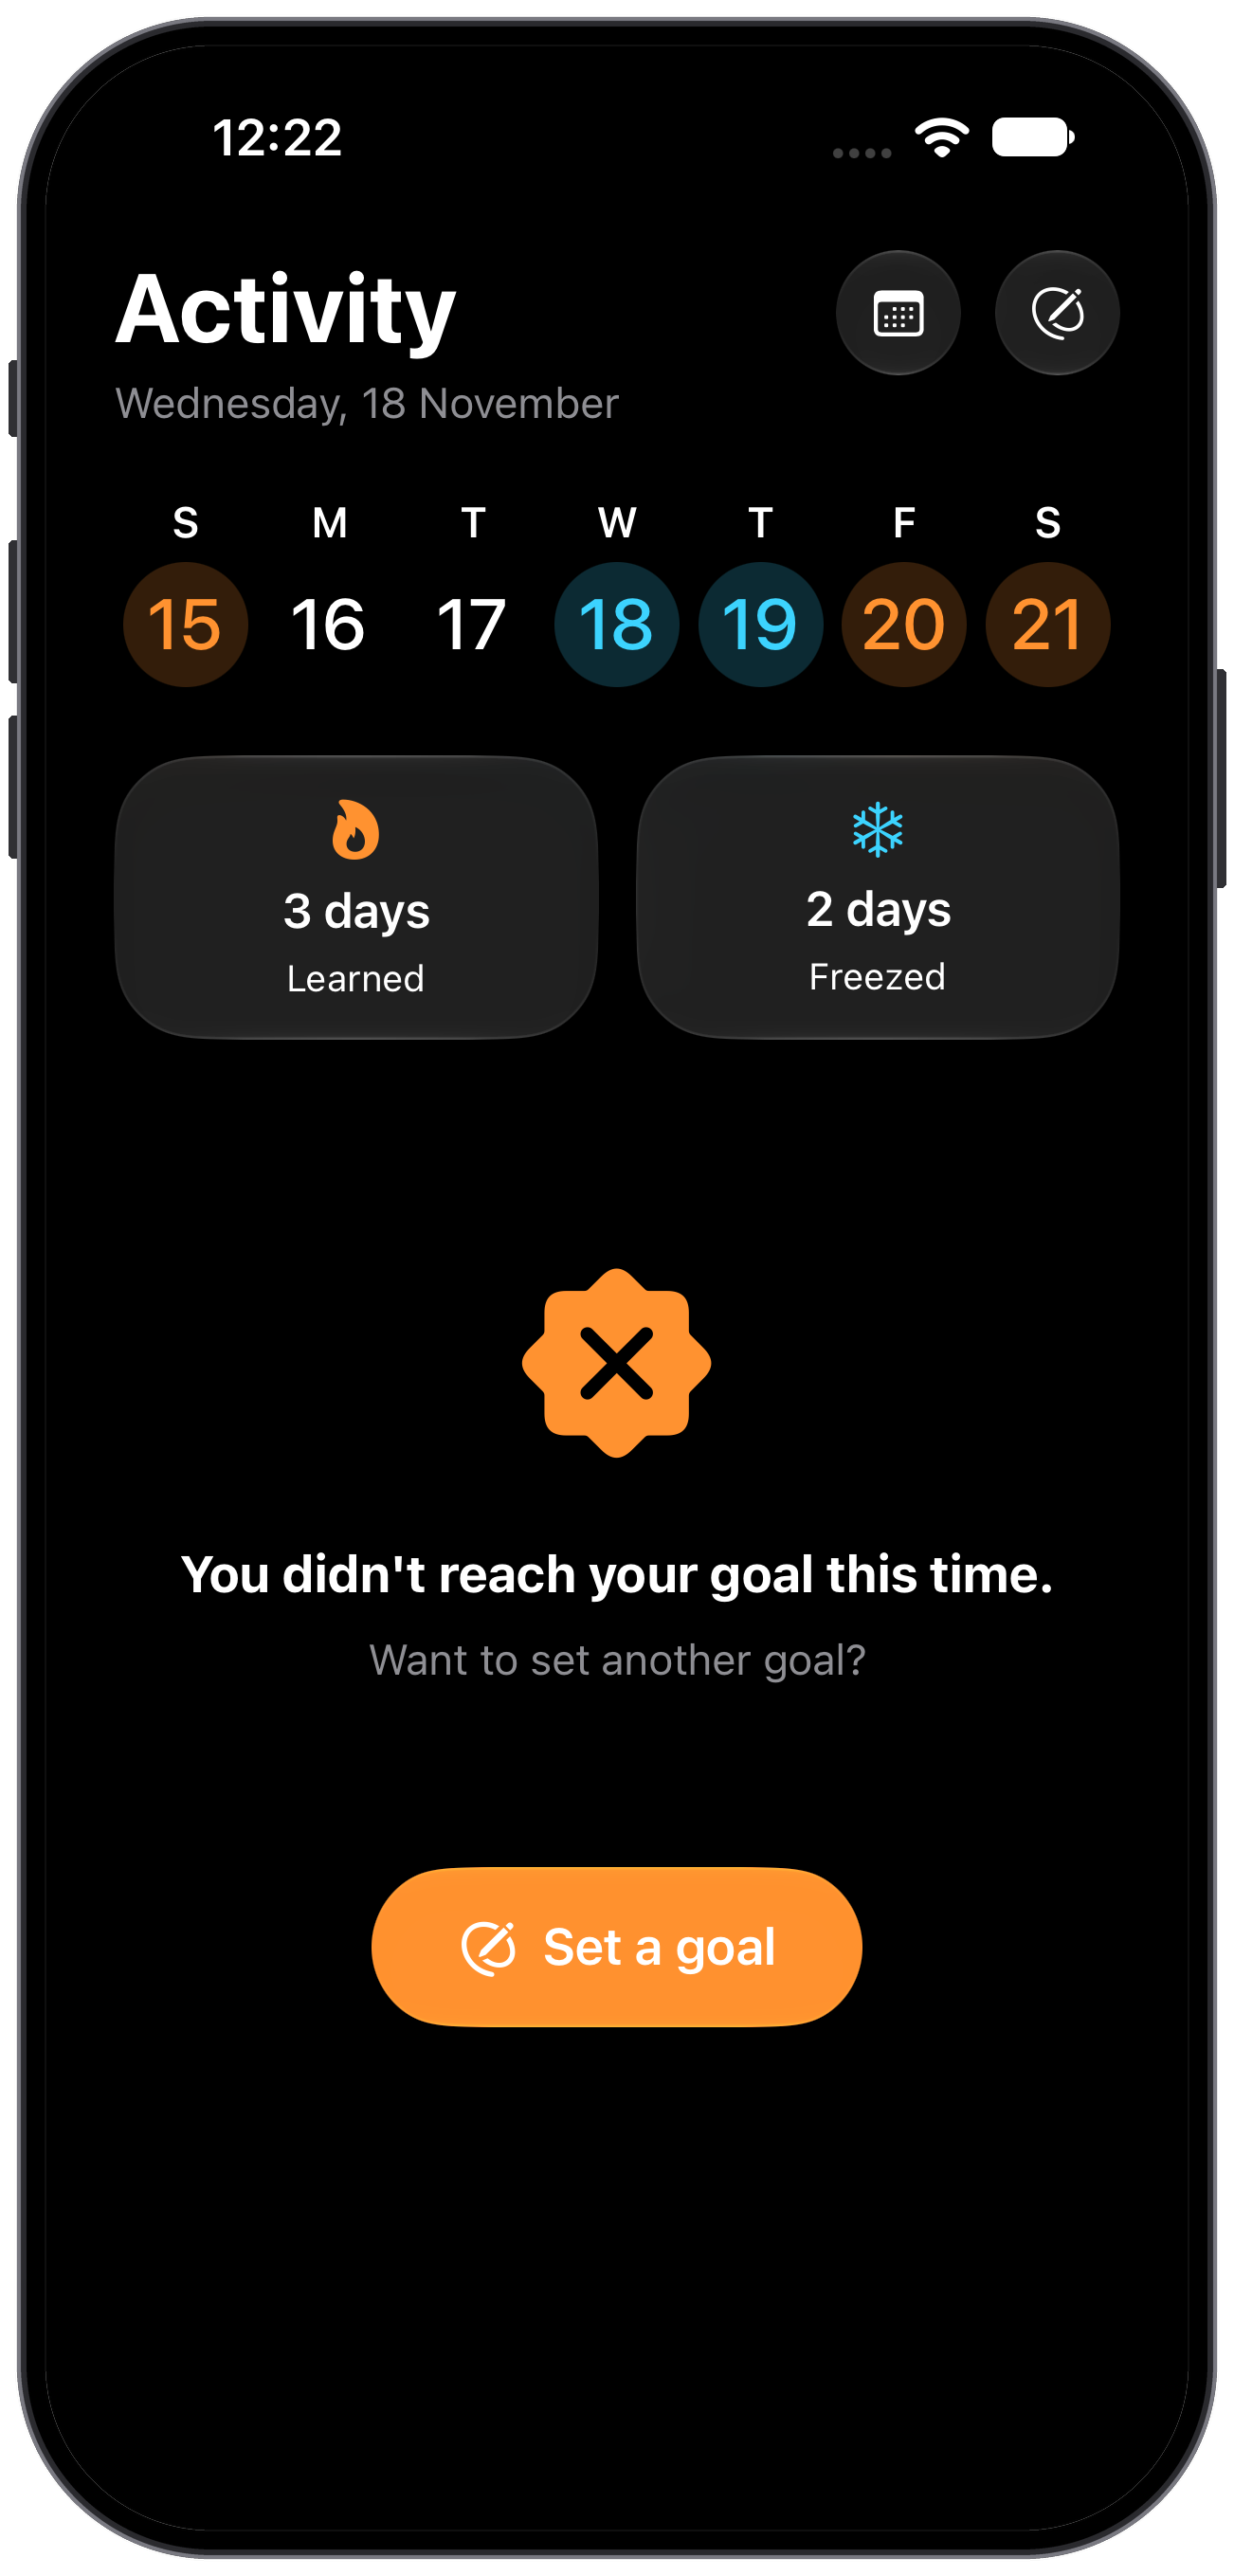 12:22
Activity
Wednesday, 18 November
S M T W T F S
15 16 17 18 19 20 21
3 days
Learned
2 days
Freezed
You didn't reach your goal this time.
Want to set another goal?
Set a goal